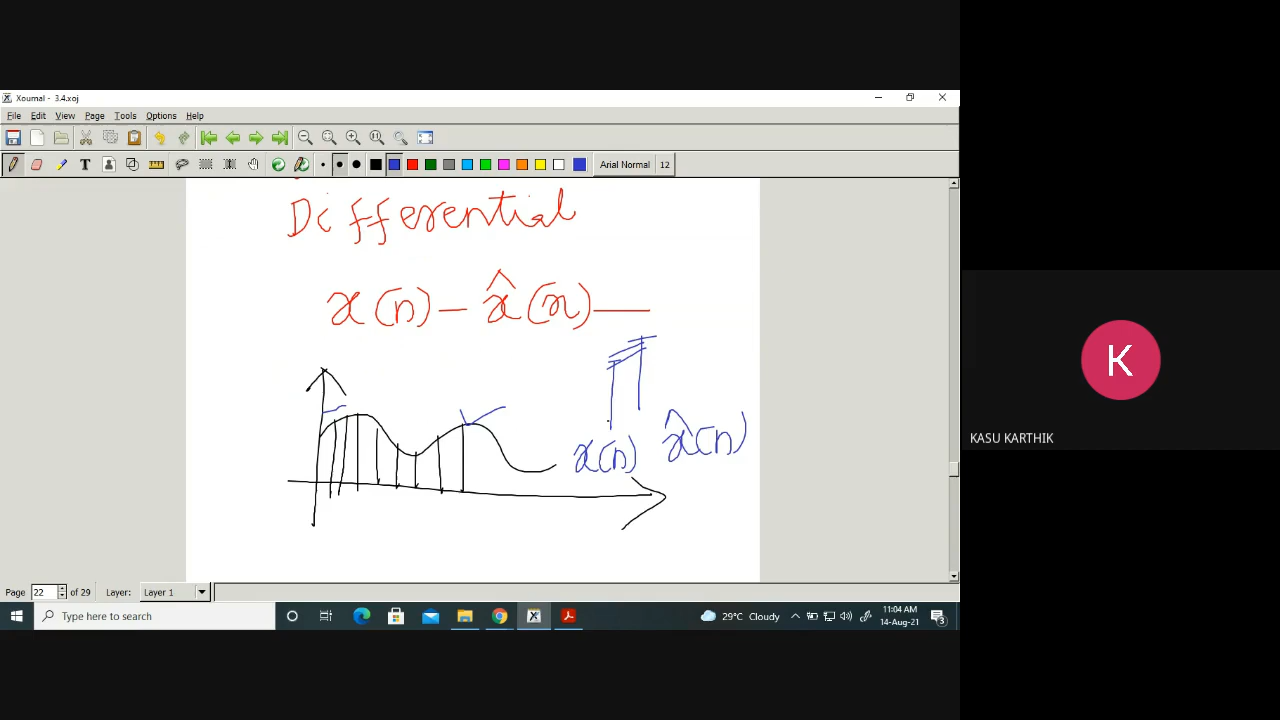 Xournal - 3.4.xoj
File Edit View Page Tools Options Help
Arial Normal 12
Differential
x(n) — x̂(n) —
x(n) x̂(n)
K
KASU KARTHIK
Page 22 of 29 Layer: Layer 1
Type here to search
29°C Cloudy
11:04 AM
14-Aug-21
3